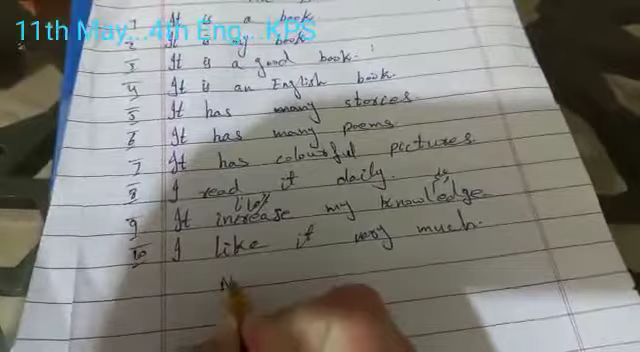 11th May...4th Eng...KPS
1 It is a book.
2 It is my book.
3 It is a good book.
4 It is an English book.
5 It has many stories
6 It has many poems.
7 It has colourful pictures
8 I read it daily.
9 It increase my knowledge.
10 I like it very much.